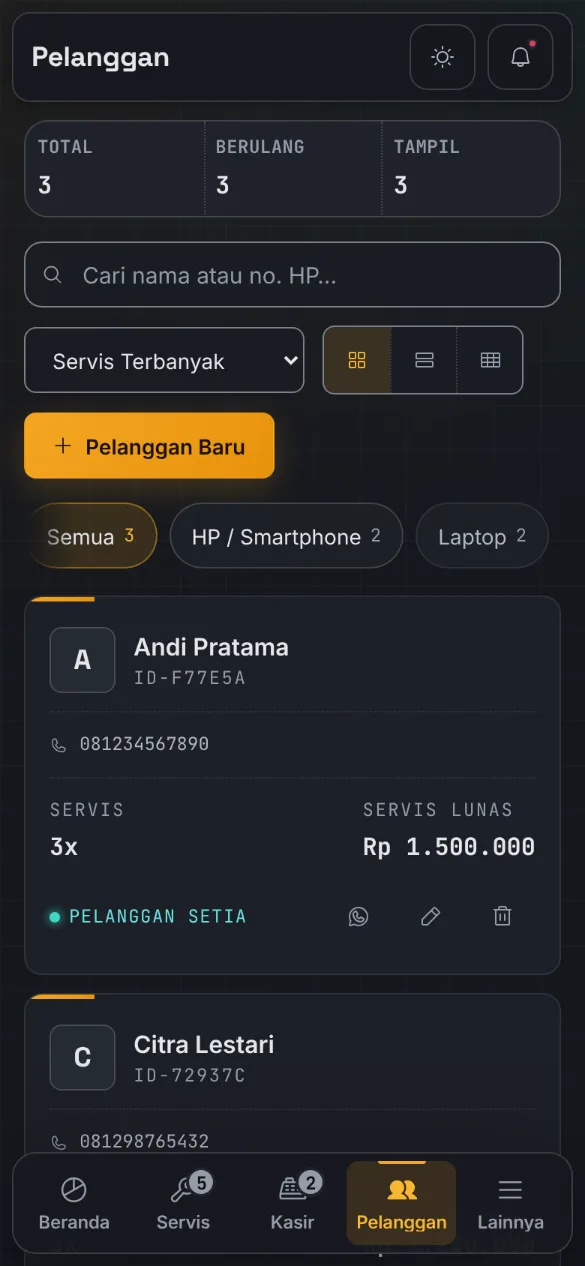 Pelanggan
TOTAL BERULANG TAMPIL
3 3 3
Cari nama atau no. HP...
Servis Terbanyak
+ Pelanggan Baru
Semua 3 HP / Smartphone 2 Laptop 2
A Andi Pratama
ID-F77E5A
081234567890
SERVIS SERVIS LUNAS
3x Rp 1.500.000
PELANGGAN SETIA
C Citra Lestari
ID-72937C
081298765432
5 2
Beranda Servis Kasir Pelanggan Lainnya